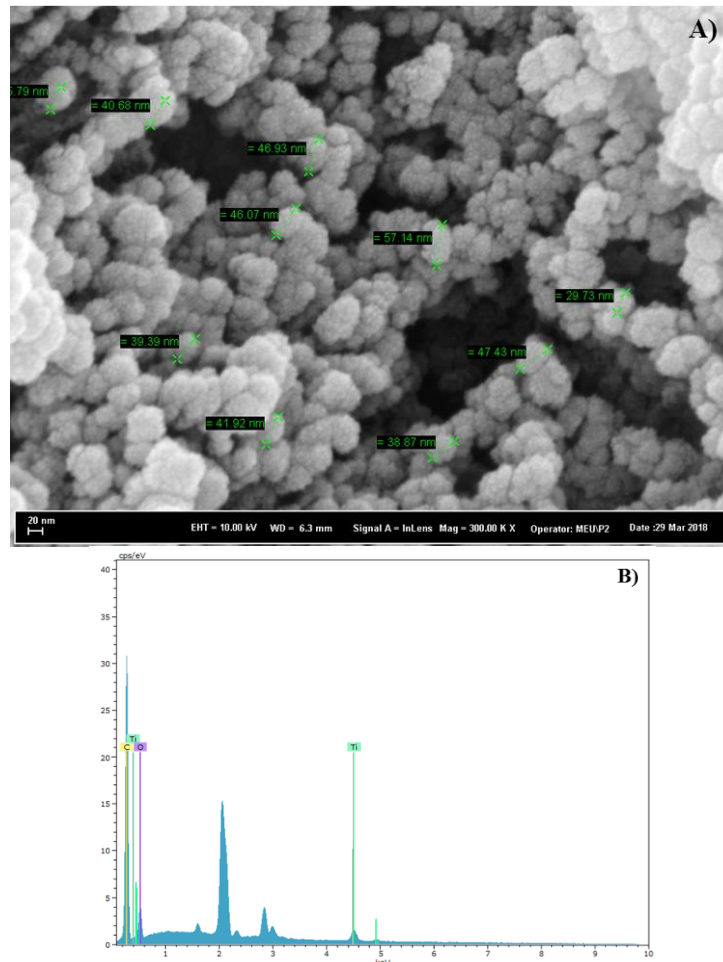 A)
5.79 nm
= 40.68 nm
= 46.93 nm
= 46.07 nm
= 57.14 nm
= 29.73 nm
= 39.39 nm
= 47.43 nm
= 41.92 nm
= 38.87 nm
20 nm
EHT = 10.00 kV WD = 6.3 mm Signal A = InLens Mag = 300.00 K X Operator: MEU\P2 Date :29 Mar 2018
cps/eV
B)
40
35
30
25
Ti
C O Ti
20
15
10
5
0
1 2 3 4 5 6 7 8 9 10